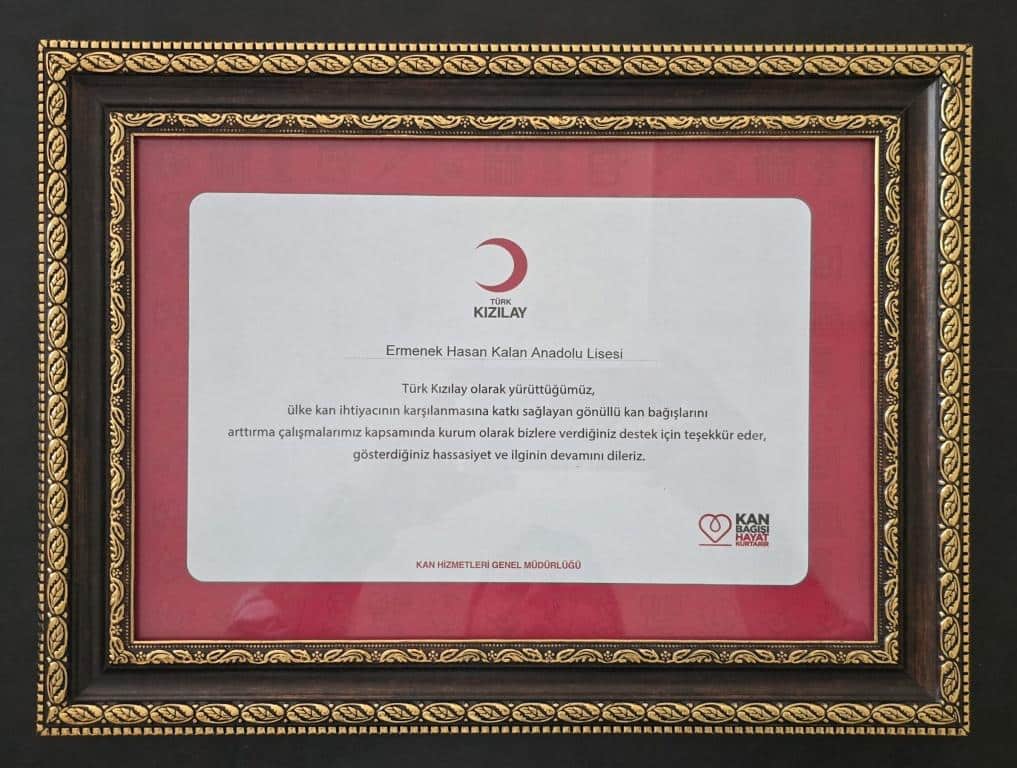 TÜRK
KIZILAY
Ermenek Hasan Kalan Anadolu Lisesi
Türk Kızılay olarak yürüttüğümüz,
ülke kan ihtiyacının karşılanmasına katkı sağlayan gönüllü kan bağışlarını
arttırma çalışmalarımız kapsamında kurum olarak bizlere verdiğiniz destek için teşekkür eder,
gösterdiğiniz hassasiyet ve ilginin devamını dileriz.
KAN
BAĞIŞI
HAYAT
KURTARIR
KAN HİZMETLERİ GENEL MÜDÜRLÜĞÜ